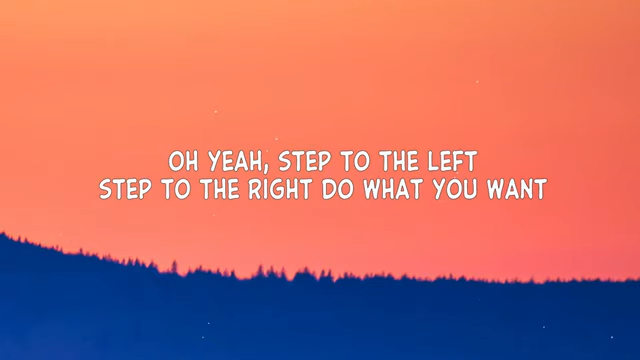 OH YEAH, STEP TO THE LEFT
STEP TO THE RIGHT DO WHAT YOU WANT